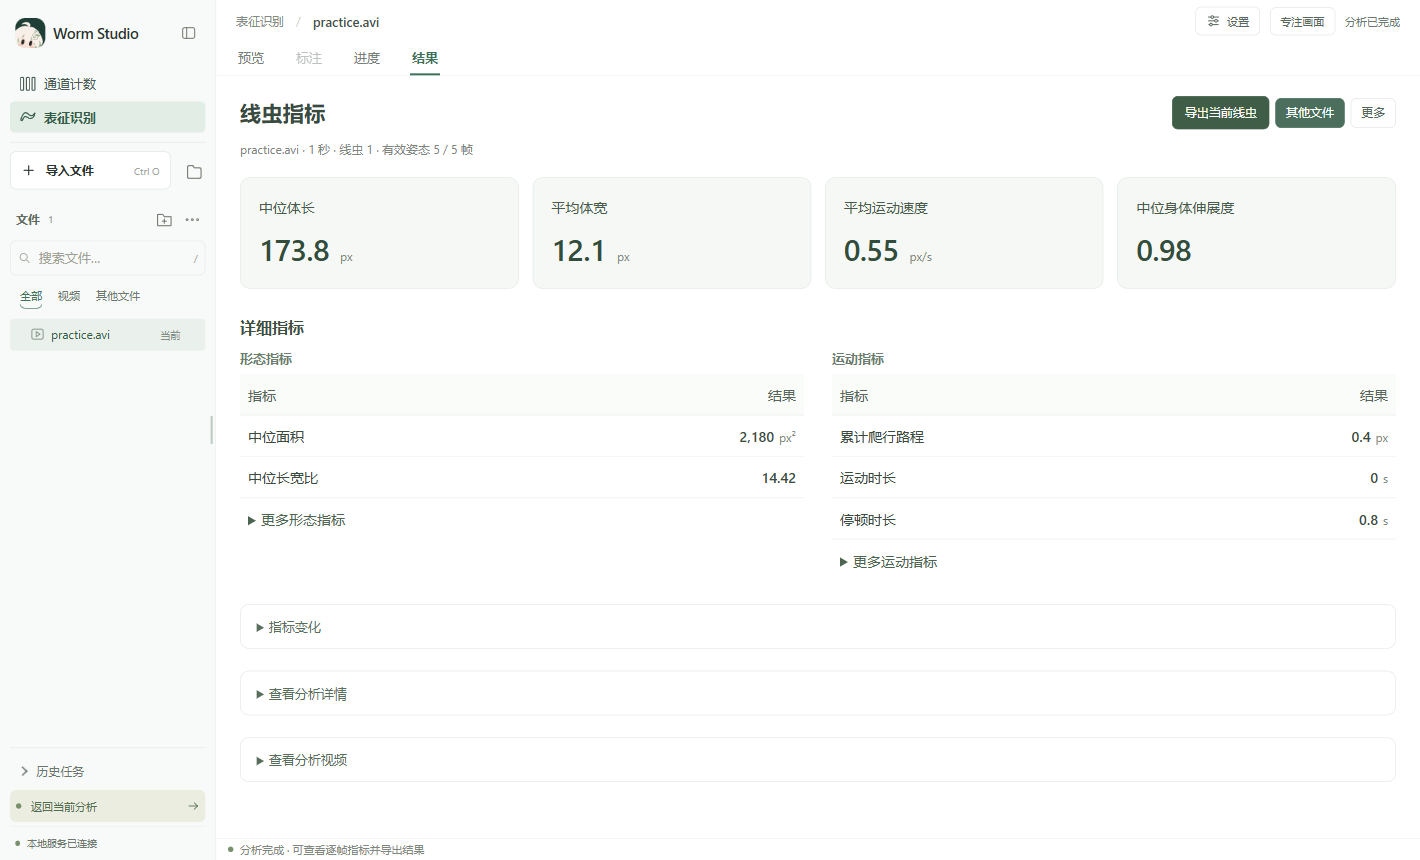 Worm Studio
通道计数
表征识别
导入文件 Ctrl O
文件 1
搜索文件... /
全部 视频 其他文件
practice.avi 当前
历史任务
返回当前分析
本地服务已连接
表征识别 / practice.avi
设置 专注画面 分析已完成
预览 标注 进度 结果
线虫指标
导出当前线虫 其他文件 更多
practice.avi · 1 秒 · 线虫 1 · 有效姿态 5 / 5 帧
中位体长
173.8 px
平均体宽
12.1 px
平均运动速度
0.55 px/s
中位身体伸展度
0.98
详细指标
形态指标
指标 结果
中位面积 2,180 px²
中位长宽比 14.42
更多形态指标
运动指标
指标 结果
累计爬行路程 0.4 px
运动时长 0 s
停顿时长 0.8 s
更多运动指标
指标变化
查看分析详情
查看分析视频
分析完成 · 可查看逐帧指标并导出结果